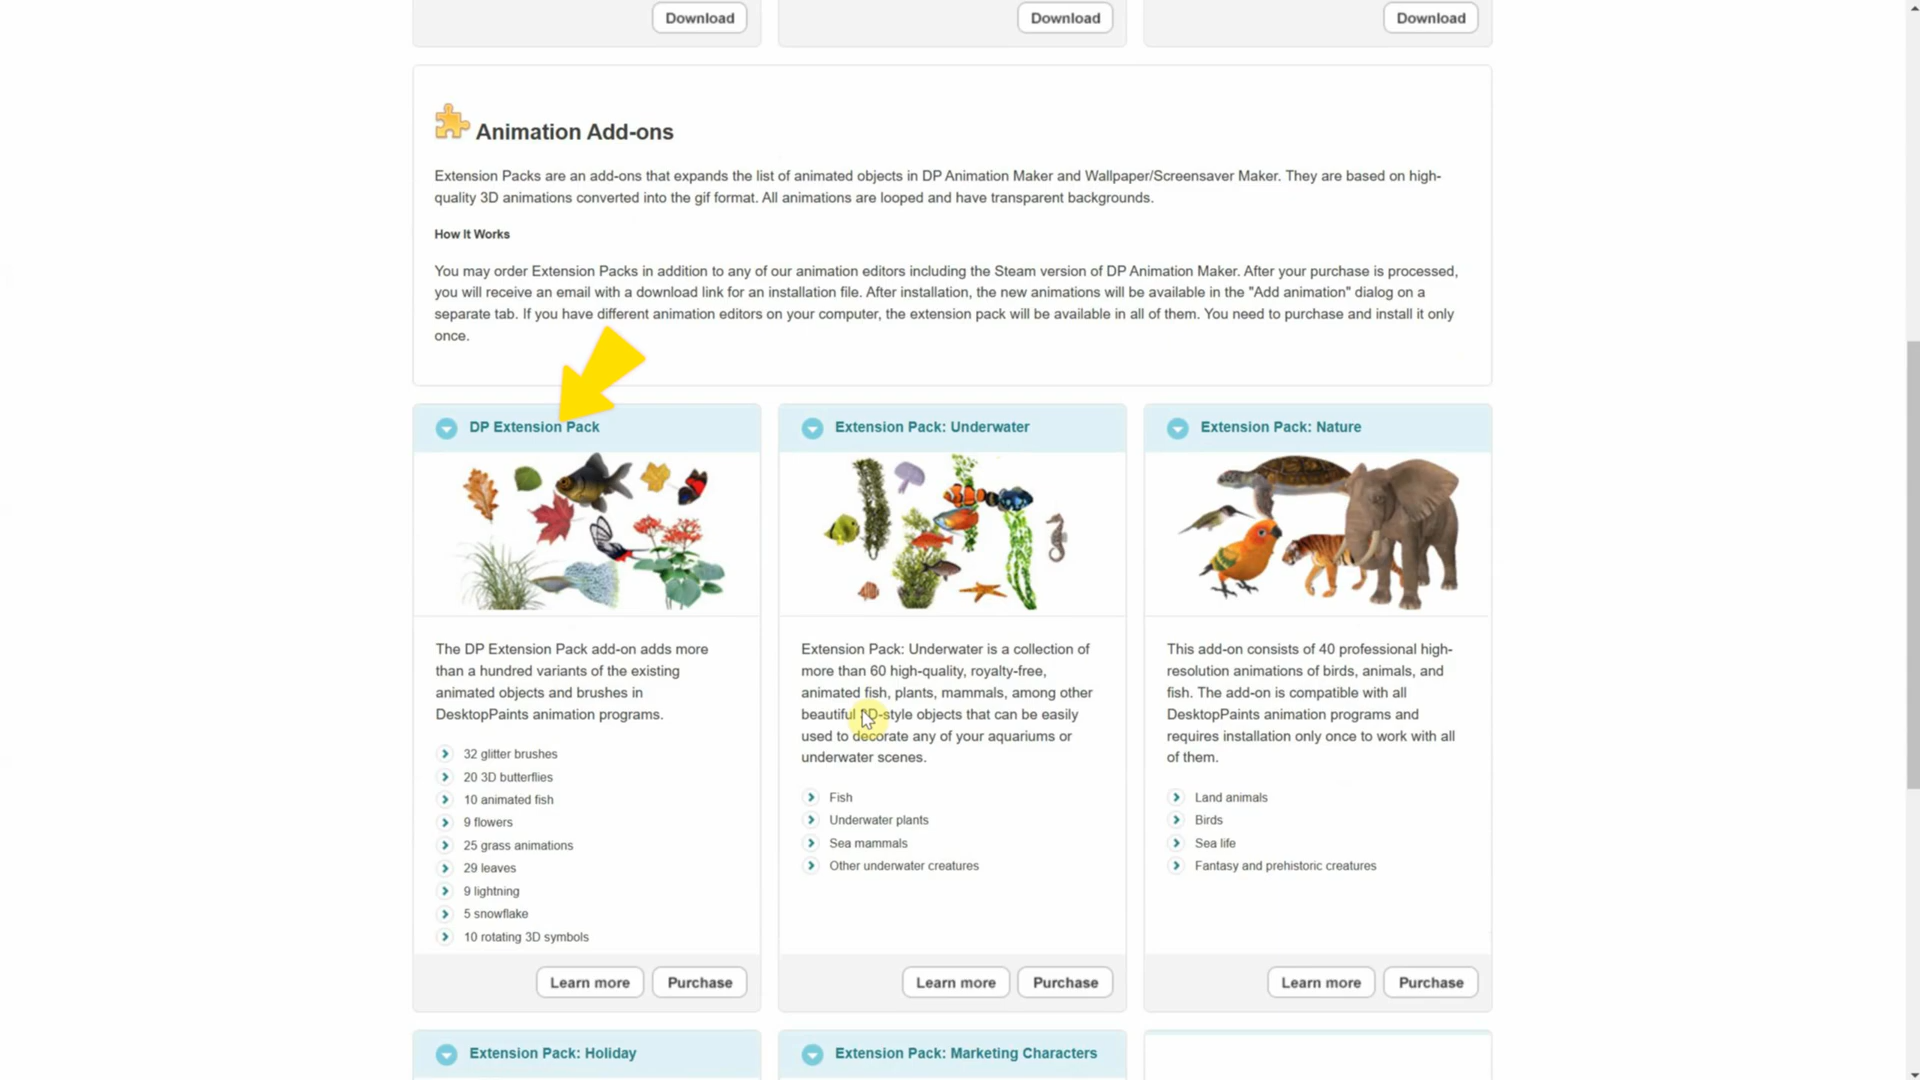 Download
Download
Download
Animation Add-ons
Extension Packs are an add-ons that expands the list of animated objects in DP Animation Maker and Wallpaper/Screensaver Maker. They are based on high-
quality 3D animations converted into the gif format. All animations are looped and have transparent backgrounds.
How It Works
You may order Extension Packs in addition to any of our animation editors including the Steam version of DP Animation Maker. After your purchase is processed,
you will receive an email with a download link for an installation file. After installation, the new animations will be available in the "Add animation" dialog on a
separate tab. If you have different animation editors on your computer, the extension pack will be available in all of them. You need to purchase and install it only
once.
DP Extension Pack
The DP Extension Pack add-on adds more
than a hundred variants of the existing
animated objects and brushes in
DesktopPaints animation programs.
32 glitter brushes
20 3D butterflies
10 animated fish
9 flowers
25 grass animations
29 leaves
9 lightning
5 snowflake
10 rotating 3D symbols
Learn more
Purchase
Extension Pack: Underwater
Extension Pack: Underwater is a collection of
more than 60 high-quality, royalty-free,
animated fish, plants, mammals, among other
beautiful D-style objects that can be easily
used to decorate any of your aquariums or
underwater scenes.
Fish
Underwater plants
Sea mammals
Other underwater creatures
Learn more
Purchase
Extension Pack: Nature
This add-on consists of 40 professional high-
resolution animations of birds, animals, and
fish. The add-on is compatible with all
DesktopPaints animation programs and
requires installation only once to work with all
of them.
Land animals
Birds
Sea life
Fantasy and prehistoric creatures
Learn more
Purchase
Extension Pack: Holiday
Extension Pack: Marketing Characters